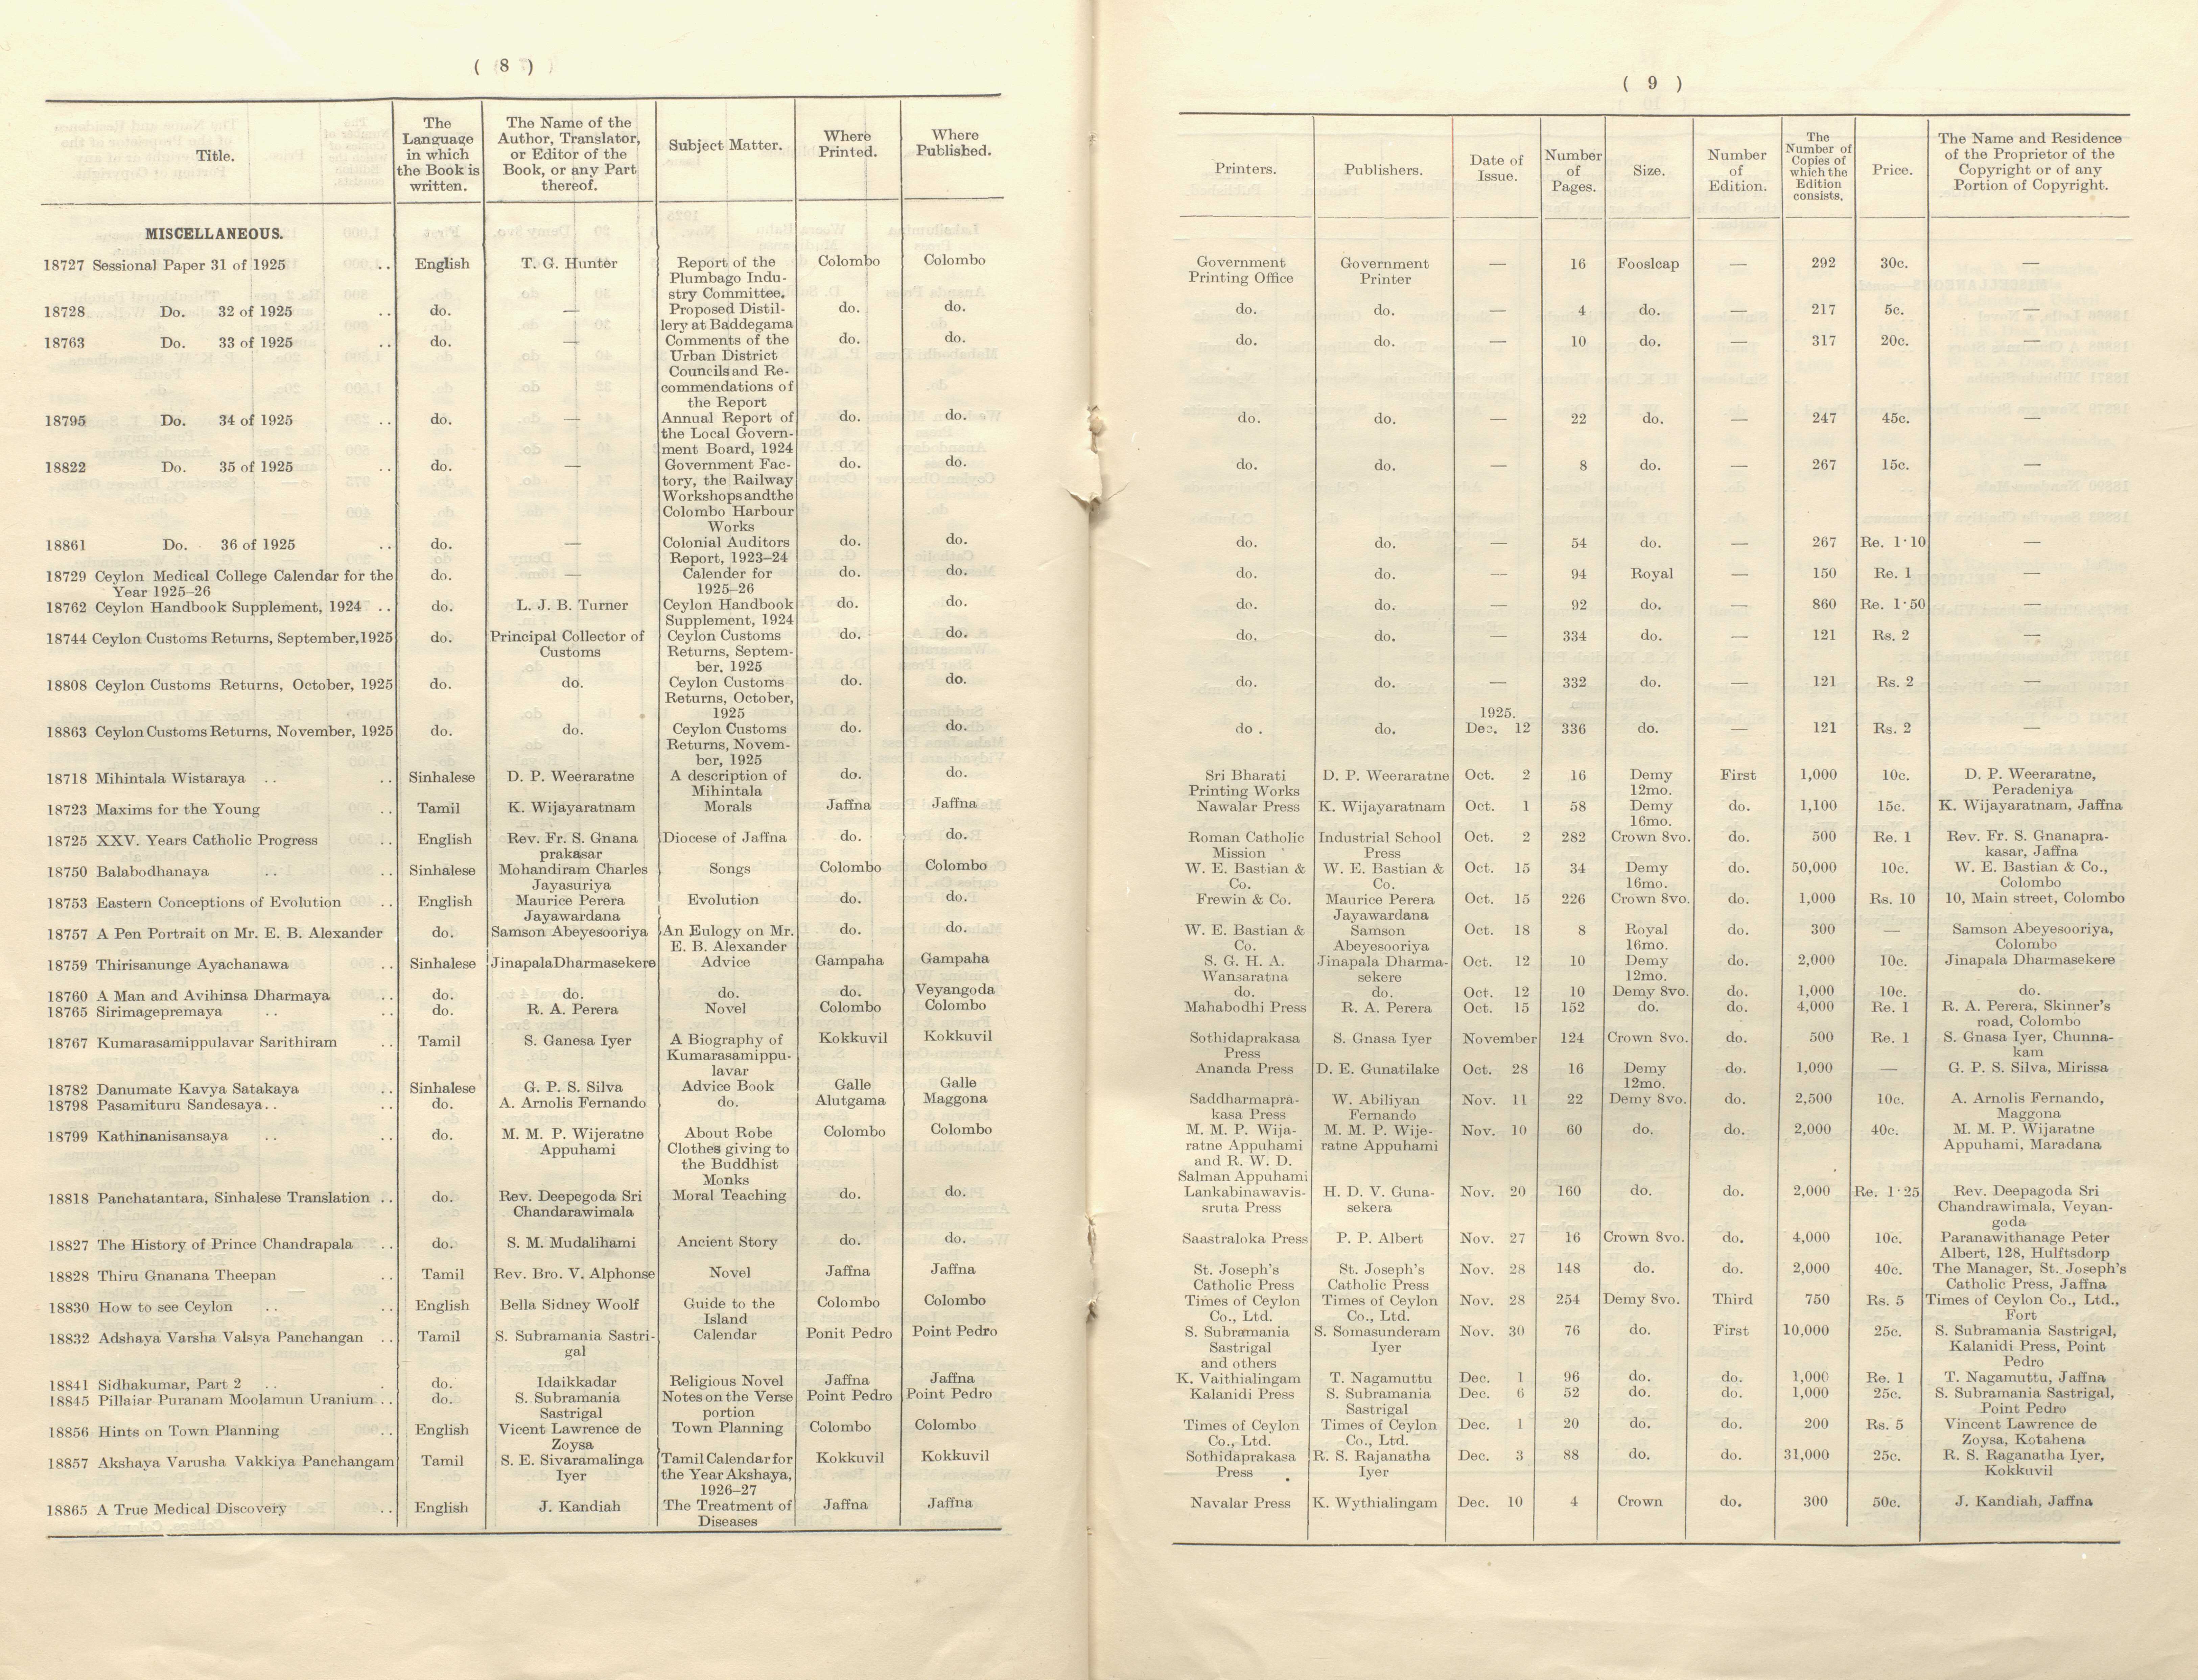 ( 8 )
Title.
The Language in which the Book is written.
The Name of the Author, Translator, or Editor of the Book, or any Part thereof.
Subject Matter.
Where Printed.
Where Published.
MISCELLANEOUS.
18727 Sessional Paper 31 of 1925 .. English T. G. Hunter Report of the Plumbago Indu- Colombo Colombo
stry Committee.
18728 Do. 32 of 1925 .. do. — Proposed Distil- do. do.
lery at Baddegama
18763 Do. 33 of 1925 .. do. — Comments of the do. do.
Urban District
Councils and Re-
commendations of
the Report
18795 Do. 34 of 1925 .. do. — Annual Report of do. do.
the Local Govern-
ment Board, 1924
18822 Do. 35 of 1925 .. do. — Government Fac- do. do.
tory, the Railway
Workshops and the
Colombo Harbour
Works
18861 Do. 36 of 1925 .. do. — Colonial Auditors do. do.
Report, 1923–24
18729 Ceylon Medical College Calendar for the do. — Calender for do. do.
Year 1925–26 1925–26
18762 Ceylon Handbook Supplement, 1924 .. do. L. J. B. Turner Ceylon Handbook do. do.
Supplement, 1924
18744 Ceylon Customs Returns, September, 1925 do. Principal Collector of Ceylon Customs do. do.
Customs Returns, Septem-
ber, 1925
18808 Ceylon Customs Returns, October, 1925 do. do. Ceylon Customs do. do.
Returns, October,
1925
18863 Ceylon Customs Returns, November, 1925 do. do. Ceylon Customs do. do.
Returns, Novem-
ber, 1925
18718 Mihintala Wistaraya .. .. Sinhalese D. P. Weeraratne A description of do. do.
Mihintala
18723 Maxims for the Young .. Tamil K. Wijayaratnam Morals Jaffna Jaffna
18725 XXV. Years Catholic Progress .. English Rev. Fr. S. Gnana Diocese of Jaffna do. do.
prakasar
18750 Balabodhanaya .. .. Sinhalese Mohandiram Charles Songs Colombo Colombo
Jayasuriya
18753 Eastern Conceptions of Evolution .. English Maurice Perera Evolution do. do.
Jayawardana
18757 A Pen Portrait on Mr. E. B. Alexander do. Samson Abeyesooriya An Eulogy on Mr. do. do.
E. B. Alexander
18759 Thirisanunge Ayachanawa .. Sinhalese Jinapala Dharmasekere Advice Gampaha Gampaha
18760 A Man and Avihinsa Dharmaya .. do. do. do. do. Veyangoda
18765 Sirimagepremaya .. .. do. R. A. Perera Novel Colombo Colombo
18767 Kumarasamippulavar Sarithiram .. Tamil S. Ganesa Iyer A Biography of Kokkuvil Kokkuvil
Kumarasamippu-
lavar
18782 Danumate Kavya Satakaya .. Sinhalese G. P. S. Silva Advice Book Galle Galle
18798 Pasamituru Sandesaya .. .. do. A. Arnolis Fernando do. Alutgama Maggona
18799 Kathinanisansaya .. .. do. M. M. P. Wijeratne About Robe Colombo Colombo
Appuhami Clothes giving to
the Buddhist
Monks
18818 Panchatantara, Sinhalese Translation .. do. Rev. Deepegoda Sri Moral Teaching do. do.
Chandarawimala
18827 The History of Prince Chandrapala .. do. S. M. Mudalihami Ancient Story do. do.
18828 Thiru Gnanana Theepan .. Tamil Rev. Bro. V. Alphonse Novel Jaffna Jaffna
18830 How to see Ceylon .. .. English Bella Sidney Woolf Guide to the Colombo Colombo
Island
18832 Adshaya Varsha Valsya Panchangan .. Tamil S. Subramania Sastri- Calendar Ponit Pedro Point Pedro
gal
18841 Sidhakumar, Part 2 .. . do. Idaikkadar Religious Novel Jaffna Jaffna
18845 Pillaiar Puranam Moolamun Uranium .. do. S. Subramania Notes on the Verse Point Pedro Point Pedro
Sastrigal portion
18856 Hints on Town Planning .. English Vicent Lawrence de Town Planning Colombo Colombo
Zoysa
18857 Akshaya Varusha Vakkiya Panchangam Tamil S. E. Sivaramalinga Tamil Calendar for Kokkuvil Kokkuvil
Iyer the Year Akshaya,
1926–27
18865 A True Medical Discovery .. English J. Kandiah The Treatment of Jaffna Jaffna
Diseases
( 9 )
Printers.
Publishers.
Date of Issue.
Number of Pages.
Size.
Number of Edition.
The Number of Copies of which the Edition consists.
Price.
The Name and Residence of the Proprietor of the Copyright or of any Portion of Copyright.
Government Government — 16 Fooslcap — 292 30c. —
Printing Office Printer
do. do. — 4 do. — 217 5c. —
do. do. — 10 do. — 317 20c. —
do. do. — 22 do. — 247 45c. —
do. do. — 8 do. — 267 15c. —
do. do. — 54 do. — 267 Re. 1·10 —
do. do. — 94 Royal — 150 Re. 1 —
do. do. — 92 do. — 860 Re. 1·50 —
do. do. — 334 do. — 121 Rs. 2 —
do. do. — 332 do. — 121 Rs. 2 —
1925.
do . do. Dec. 12 336 do. — 121 Rs. 2 —
Sri Bharati D. P. Weeraratne Oct. 2 16 Demy First 1,000 10c. D. P. Weeraratne,
Printing Works 12mo. Peradeniya
Nawalar Press K. Wijayaratnam Oct. 1 58 Demy do. 1,100 15c. K. Wijayaratnam, Jaffna
16mo.
Roman Catholic Industrial School Oct. 2 282 Crown 8vo. do. 500 Re. 1 Rev. Fr. S. Gnanapra-
Mission Press kasar, Jaffna
W. E. Bastian & W. E. Bastian & Oct. 15 34 Demy do. 50,000 10c. W. E. Bastian & Co.,
Co. Co. 16mo. Colombo
Frewin & Co. Maurice Perera Oct. 15 226 Crown 8vo. do. 1,000 Rs. 10 10, Main street, Colombo
Jayawardana
W. E. Bastian & Samson Oct. 18 8 Royal do. 300 — Samson Abeyesooriya,
Co. Abeyesooriya 16mo. Colombo
S. G. H. A. Jinapala Dharma- Oct. 12 10 Demy do. 2,000 10c. Jinapala Dharmasekere
Wansaratna sekere 12mo.
do. do. Oct. 12 10 Demy 8vo. do. 1,000 10c. do.
Mahabodhi Press R. A. Perera Oct. 15 152 do. do. 4,000 Re. 1 R. A. Perera, Skinner's
road, Colombo
Sothidaprakasa S. Gnasa Iyer November 124 Crown 8vo. do. 500 Re. 1 S. Gnasa Iyer, Chunna-
Press kam
Ananda Press D. E. Gunatilake Oct. 28 16 Demy do. 1,000 — G. P. S. Silva, Mirissa
12mo.
Saddharmapra- W. Abiliyan Nov. 11 22 Demy 8vo. do. 2,500 10c. A. Arnolis Fernando,
kasa Press Fernando Maggona
M. M. P. Wija- M. M. P. Wije- Nov. 10 60 do. do. 2,000 40c. M. M. P. Wijaratne
ratne Appuhami ratne Appuhami Appuhami, Maradana
and R. W. D.
Salman Appuhami
Lankabinawavis- H. D. V. Guna- Nov. 20 160 do. do. 2,000 Re. 1·25 Rev. Deepagoda Sri
sruta Press sekera Chandrawimala, Veyan-
goda
Saastraloka Press P. P. Albert Nov. 27 16 Crown 8vo. do. 4,000 10c. Paranawithanage Peter
Albert, 128, Hulftsdorp
St. Joseph's St. Joseph's Nov. 28 148 do. do. 2,000 40c. The Manager, St. Joseph's
Catholic Press Catholic Press Catholic Press, Jaffna
Times of Ceylon Times of Ceylon Nov. 28 254 Demy 8vo. Third 750 Rs. 5 Times of Ceylon Co., Ltd.,
Co., Ltd. Co., Ltd. Fort
S. Subramania S. Somasunderam Nov. 30 76 do. First 10,000 25c. S. Subramania Sastrigal,
Sastrigal Iyer Kalanidi Press, Point
and others Pedro
K. Vaithialingam T. Nagamuttu Dec. 1 96 do. do. 1,000 Re. 1 T. Nagamuttu, Jaffna
Kalanidi Press S. Subramania Dec. 6 52 do. do. 1,000 25c. S. Subramania Sastrigal,
Sastrigal Point Pedro
Times of Ceylon Times of Ceylon Dec. 1 20 do. do. 200 Rs. 5 Vincent Lawrence de
Co., Ltd. Co., Ltd. Zoysa, Kotahena
Sothidaprakasa R. S. Rajanatha Dec. 3 88 do. do. 31,000 25c. R. S. Raganatha Iyer,
Press Iyer Kokkuvil
Navalar Press K. Wythialingam Dec. 10 4 Crown do. 300 50c. J. Kandiah, Jaffna